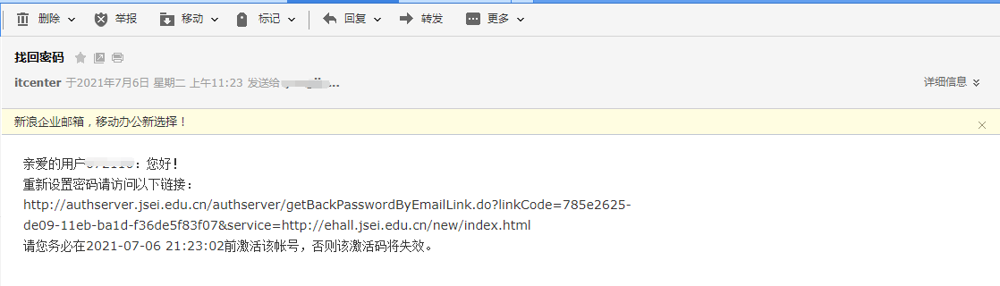 删除 举报 移动 标记 回复 转发 更多
找回密码
itcenter 于2021年7月6日 星期二 上午11:23 发送给 ...
详细信息
新浪企业邮箱，移动办公新选择！
亲爱的用户：您好！
重新设置密码请访问以下链接：
http://authserver.jsei.edu.cn/authserver/getBackPasswordByEmailLink.do?linkCode=785e2625-
de09-11eb-ba1d-f36de5f83f07&service=http://ehall.jsei.edu.cn/new/index.html
请您务必在2021-07-06 21:23:02前激活该帐号，否则该激活码将失效。